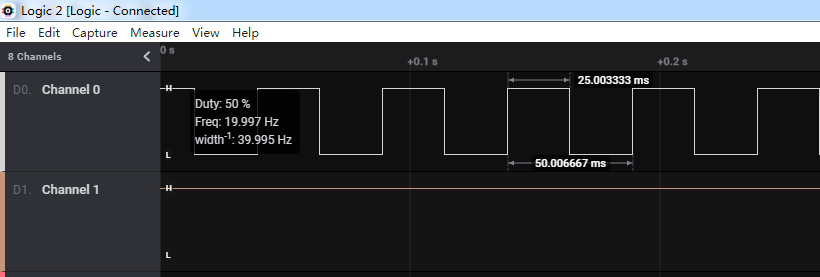 Logic 2 [Logic - Connected]
File Edit Capture Measure View Help
8 Channels
0 s
+0.1 s
+0.2 s
D0. Channel 0
H
L
Duty: 50 %
Freq: 19.997 Hz
width-1: 39.995 Hz
25.003333 ms
50.006667 ms
D1. Channel 1
H
L